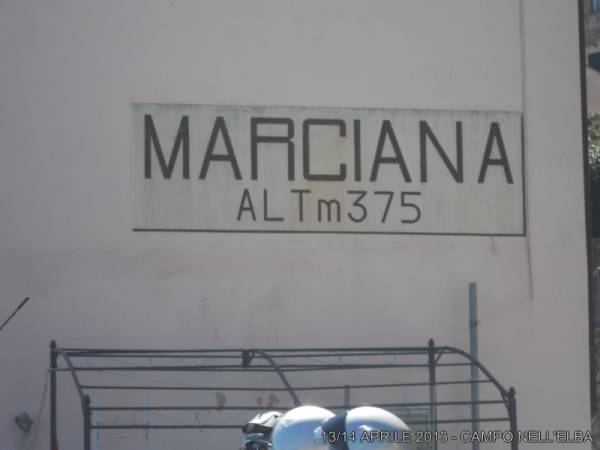 MARCIANA
ALTm375
13/14 APRILE 2013 - CAMPO NELL'ELBA